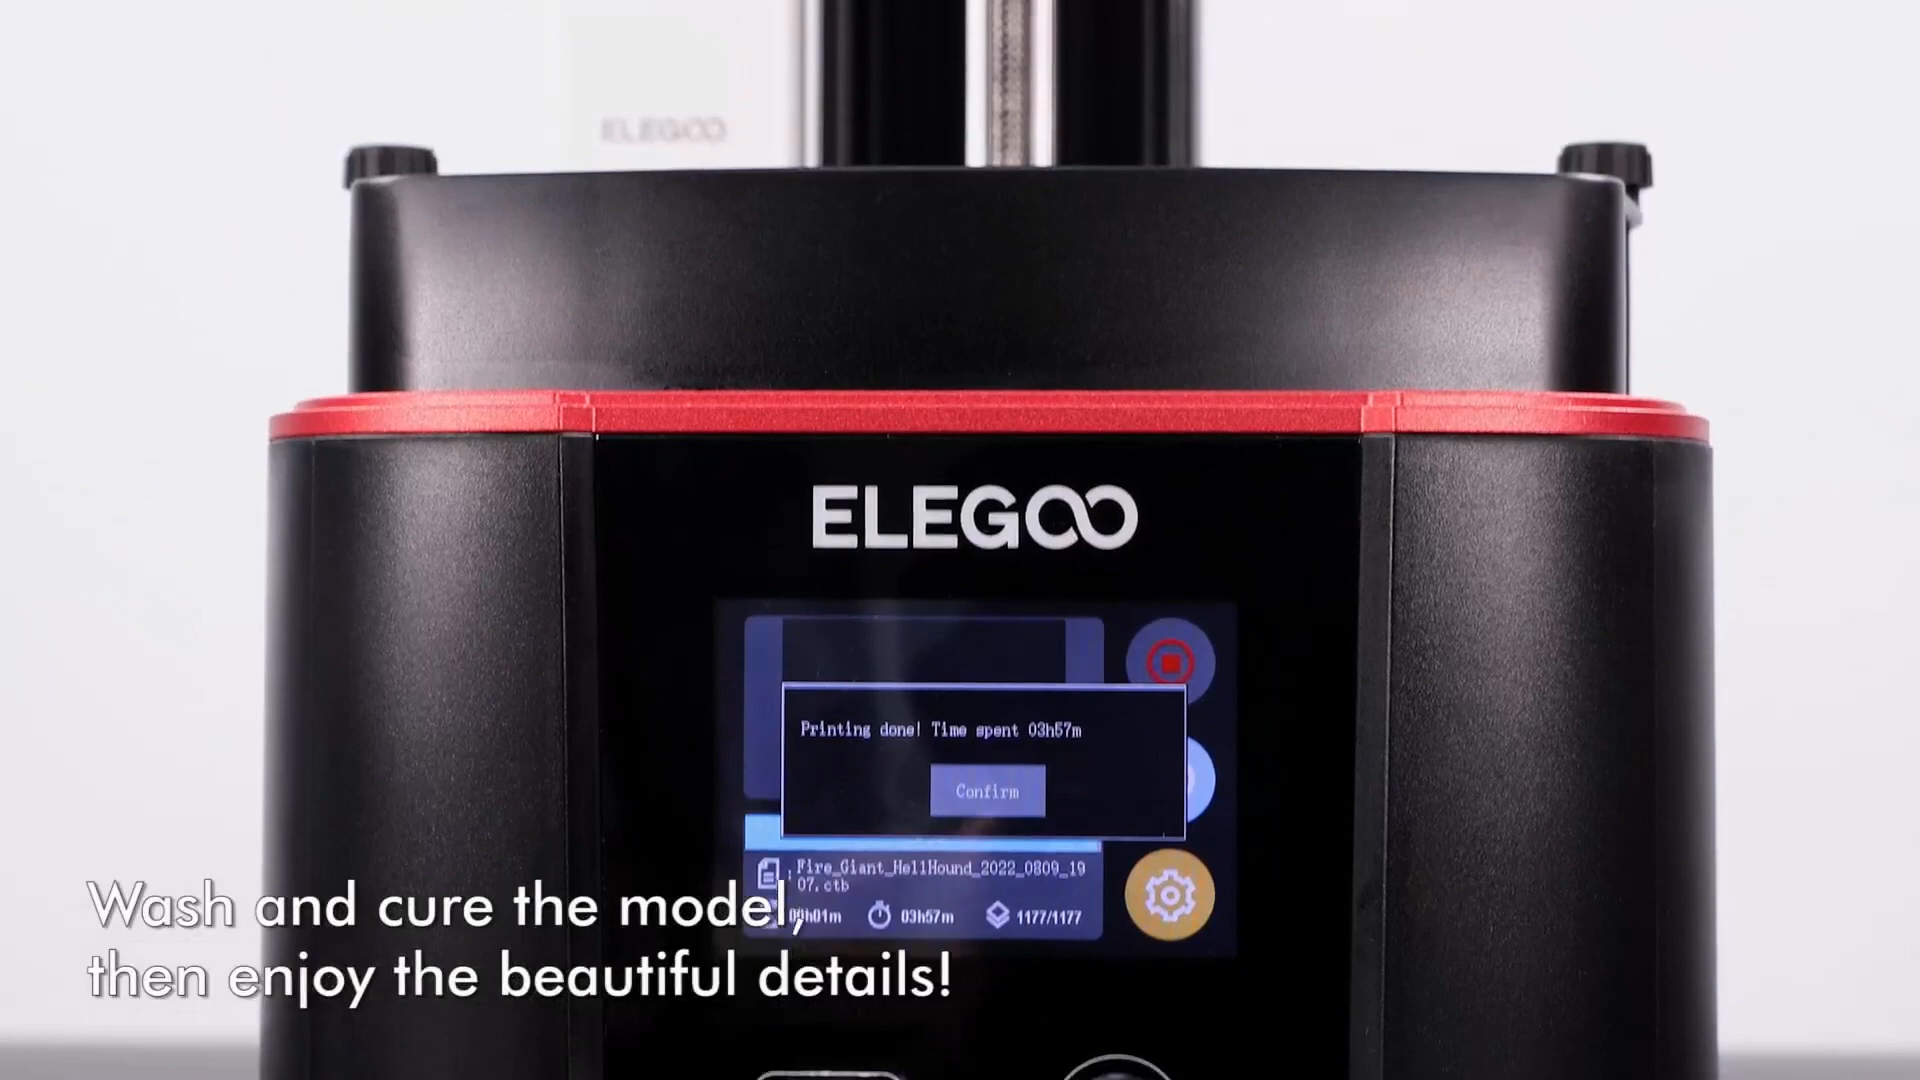 ELEGOO
ELEGOO
Printing done! Time spent 03h57m
Confirm
Fire_Giant_HellHound_2022_0809_19
07.ctb
00h01m 03h57m 1177/1177
Wash and cure the model,
then enjoy the beautiful details!